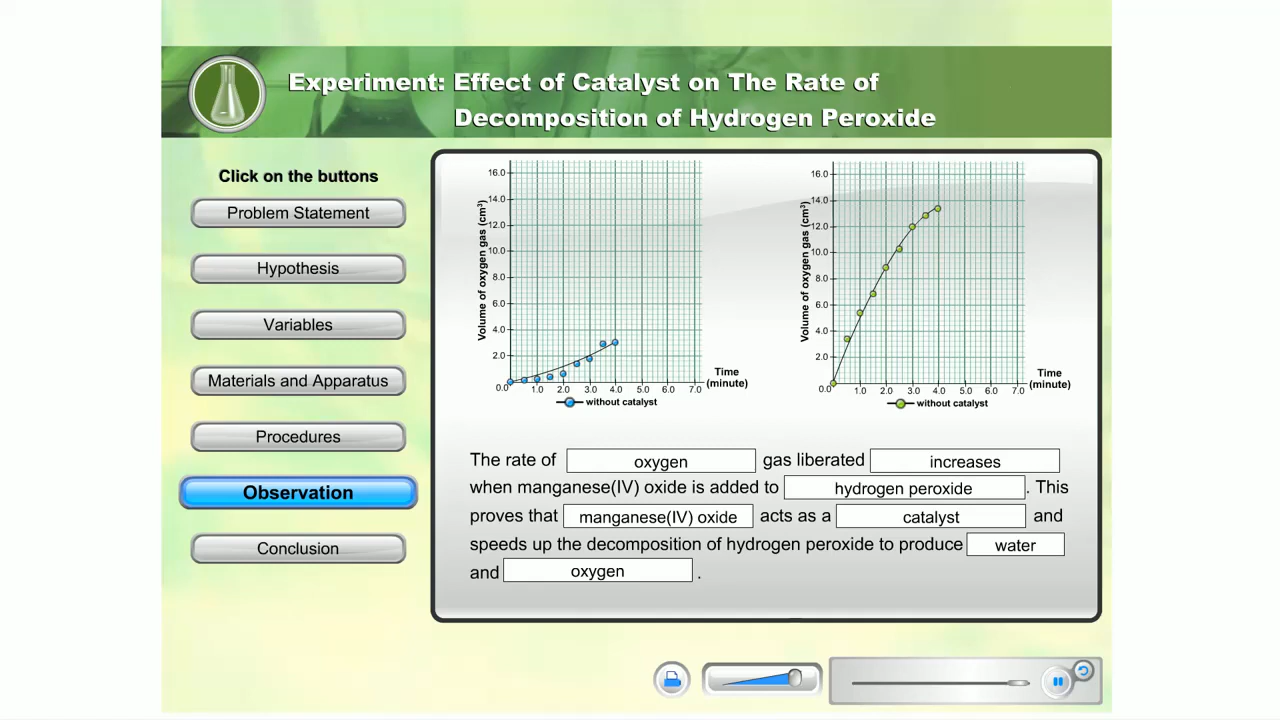 Experiment: Effect of Catalyst on The Rate of
Decomposition of Hydrogen Peroxide
Click on the buttons
Problem Statement
Hypothesis
Variables
Materials and Apparatus
Procedures
Observation
Conclusion
Volume of oxygen gas (cm³)
16.0
14.0
12.0
10.0
8.0
6.0
4.0
2.0
0.0
1.0 2.0 3.0 4.0 5.0 6.0 7.0
Time
(minute)
without catalyst
Volume of oxygen gas (cm³)
16.0
14.0
12.0
10.0
8.0
6.0
4.0
2.0
0.0
1.0 2.0 3.0 4.0 5.0 6.0 7.0
Time
(minute)
without catalyst
The rate of oxygen gas liberated increases
when manganese(IV) oxide is added to hydrogen peroxide . This
proves that manganese(IV) oxide acts as a catalyst and
speeds up the decomposition of hydrogen peroxide to produce water
and oxygen .